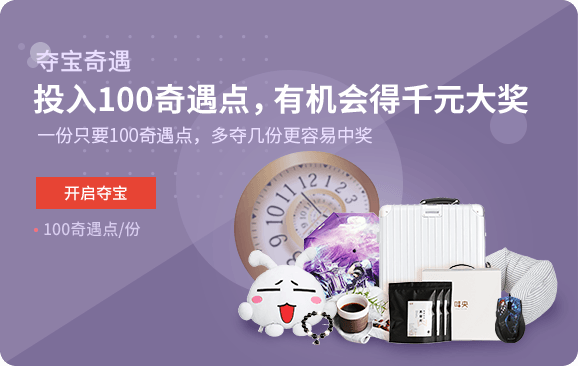 夺宝奇遇
投入100奇遇点，有机会得千元大奖
一份只要100奇遇点，多夺几份更容易中奖
开启夺宝
• 100奇遇点/份